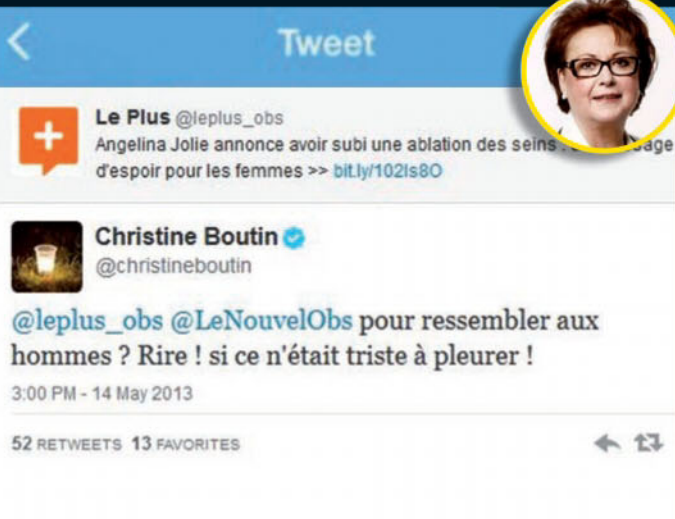 Tweet
Le Plus @leplus_obs
Angelina Jolie annonce avoir subi une ablation des seins :
d'espoir pour les femmes >> bit.ly/102Is8O
Christine Boutin
@christineboutin
@leplus_obs @LeNouvelObs pour ressembler aux
hommes ? Rire ! si ce n'était triste à pleurer !
3:00 PM - 14 May 2013
52 RETWEETS 13 FAVORITES